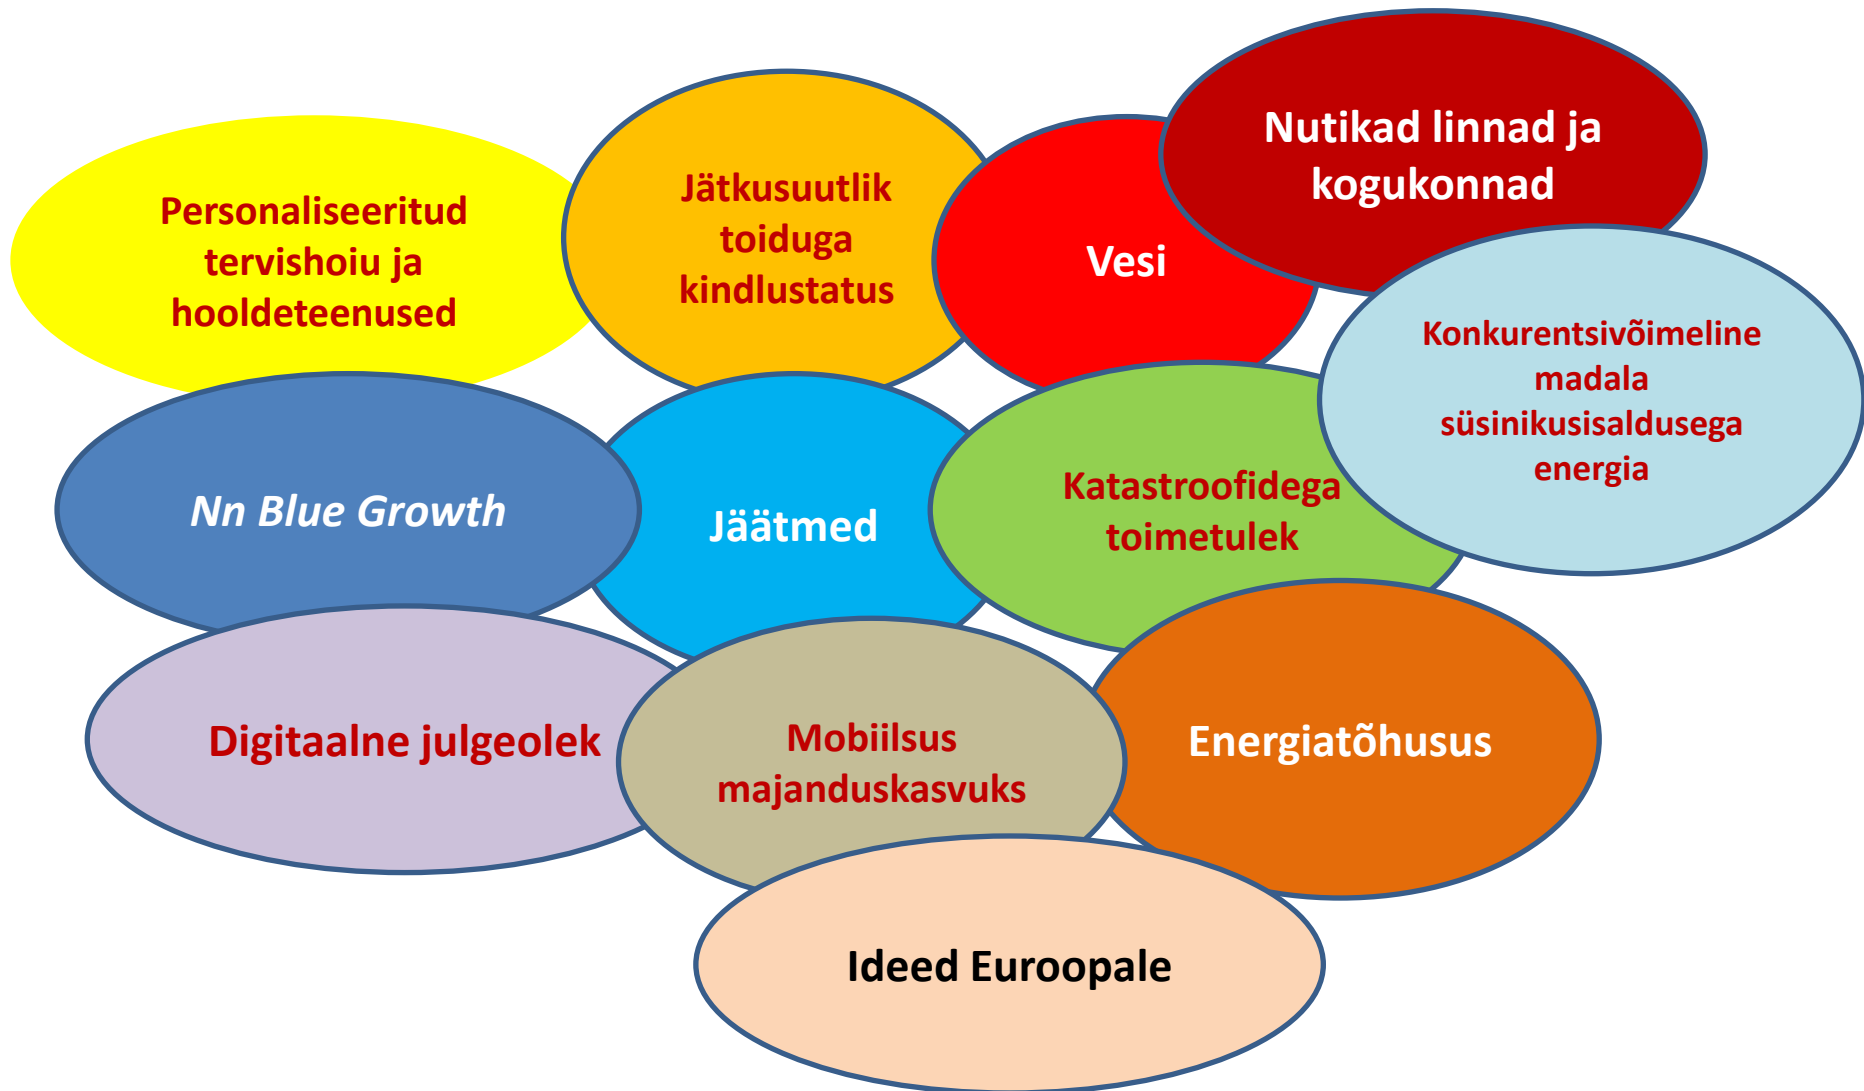 Personaliseeritud
tervishoiu ja
hooldeteenused
Jätkusuutlik
toiduga
kindlustatus
Vesi
Nutikad linnad ja
kogukonnad
Konkurentsivõimeline
madala
süsinikusisaldusega
energia
Nn Blue Growth
Jäätmed
Katastroofidega
toimetulek
Digitaalne julgeolek
Mobiilsus
majanduskasvuks
Energiatõhusus
Ideed Euroopale